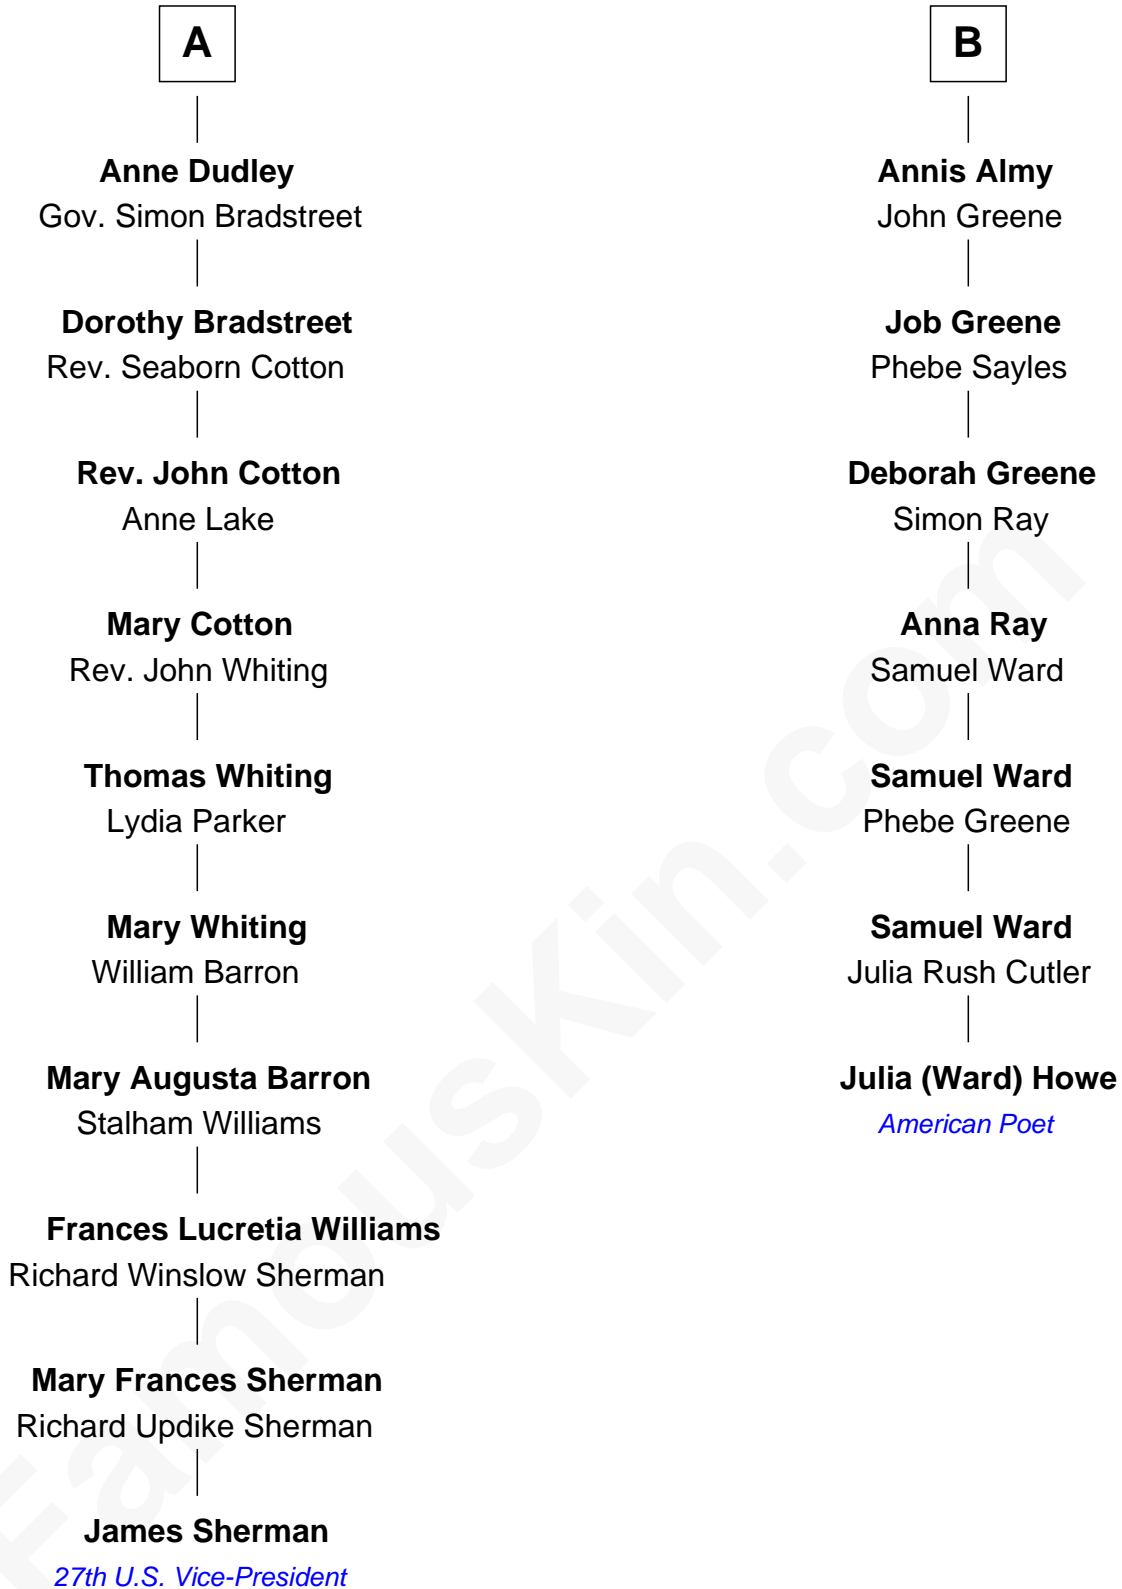 A
Anne Dudley
Gov. Simon Bradstreet
Dorothy Bradstreet
Rev. Seaborn Cotton
Rev. John Cotton
Anne Lake
Mary Cotton
Rev. John Whiting
Thomas Whiting
Lydia Parker
Mary Whiting
William Barron
Mary Augusta Barron
Stalham Williams
Frances Lucretia Williams
Richard Winslow Sherman
Mary Frances Sherman
Richard Updike Sherman
James Sherman
27th U.S. Vice-President
B
Annis Almy
John Greene
Job Greene
Phebe Sayles
Deborah Greene
Simon Ray
Anna Ray
Samuel Ward
Samuel Ward
Phebe Greene
Samuel Ward
Julia Rush Cutler
Julia (Ward) Howe
American Poet
FamousKin.com